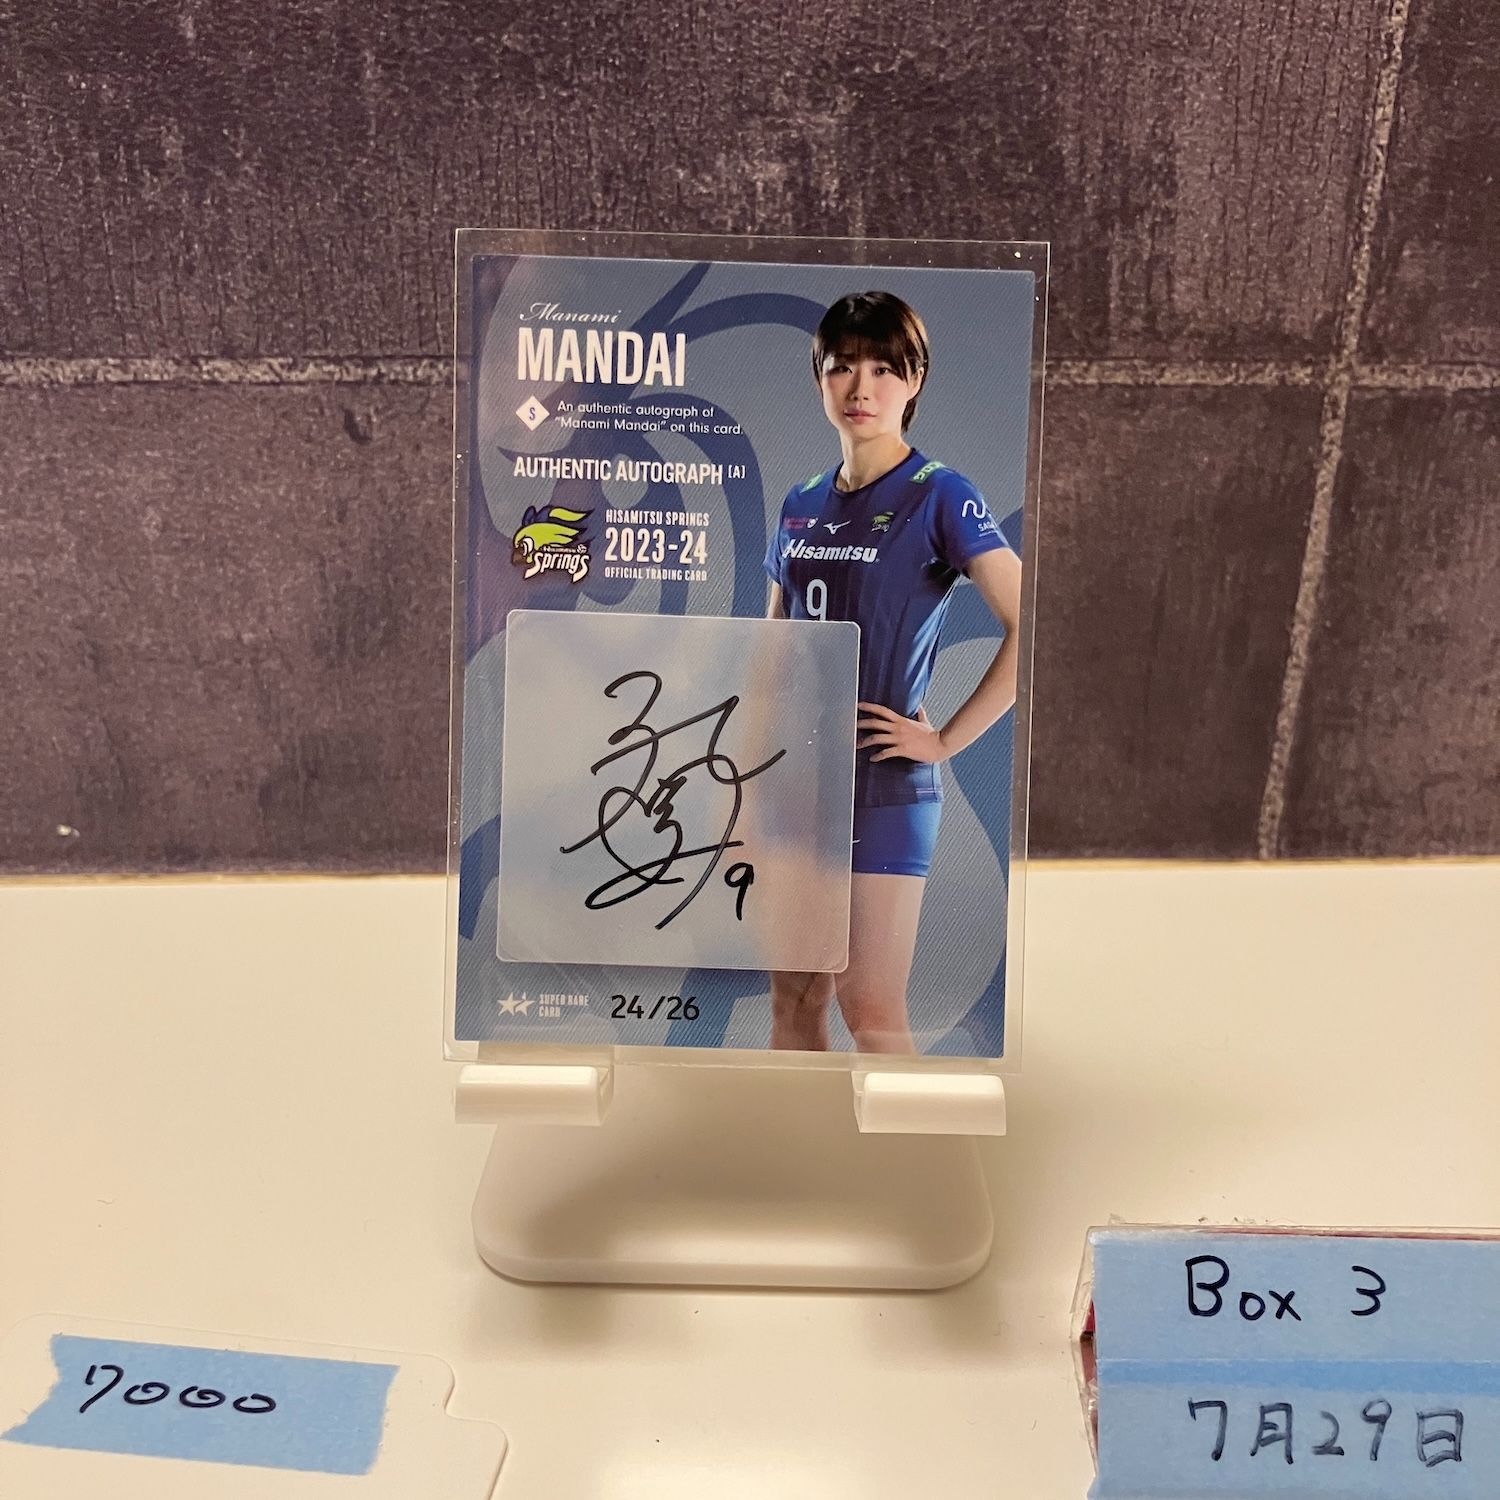 Manami
MANDAI
S
An authentic autograph of
"Manami Mandai" on this card.
AUTHENTIC AUTOGRAPH [A]
HISAMITSU SPRINGS
2023-24
OFFICIAL TRADING CARD
Hisamitsu
Springs
Hisamitsu
9
9
SUPER RARE
CARD
24/26
Box 3
7000
7月29日